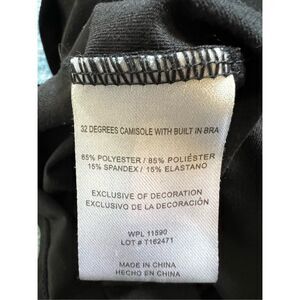 32 DEGREES CAMISOLE WITH BUILT IN BRA
85% POLYESTER / 85% POLIÉSTER
15% SPANDEX / 15% ELASTANO
EXCLUSIVE OF DECORATION
EXCLUSIVO DE LA DECORACIÓN
WPL 11590
LOT # T162471
MADE IN CHINA
HECHO EN CHINA